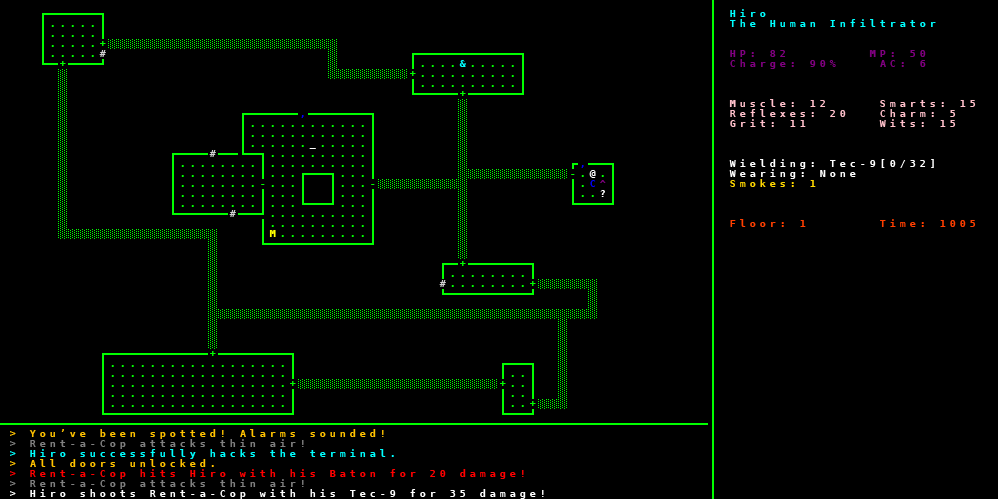 Hiro
The Human Infiltrator
HP: 82 MP: 50
Charge: 90% AC: 6
Muscle: 12 Smarts: 15
Reflexes: 20 Charm: 5
Grit: 11 Wits: 15
Wielding: Tec-9[0/32]
Wearing: None
Smokes: 1
Floor: 1 Time: 1005
> You've been spotted! Alarms sounded!
> Rent-a-Cop attacks thin air!
> Hiro successfully hacks the terminal.
> All doors unlocked.
> Rent-a-Cop hits Hiro with his Baton for 20 damage!
> Rent-a-Cop attacks thin air!
> Hiro shoots Rent-a-Cop with his Tec-9 for 35 damage!